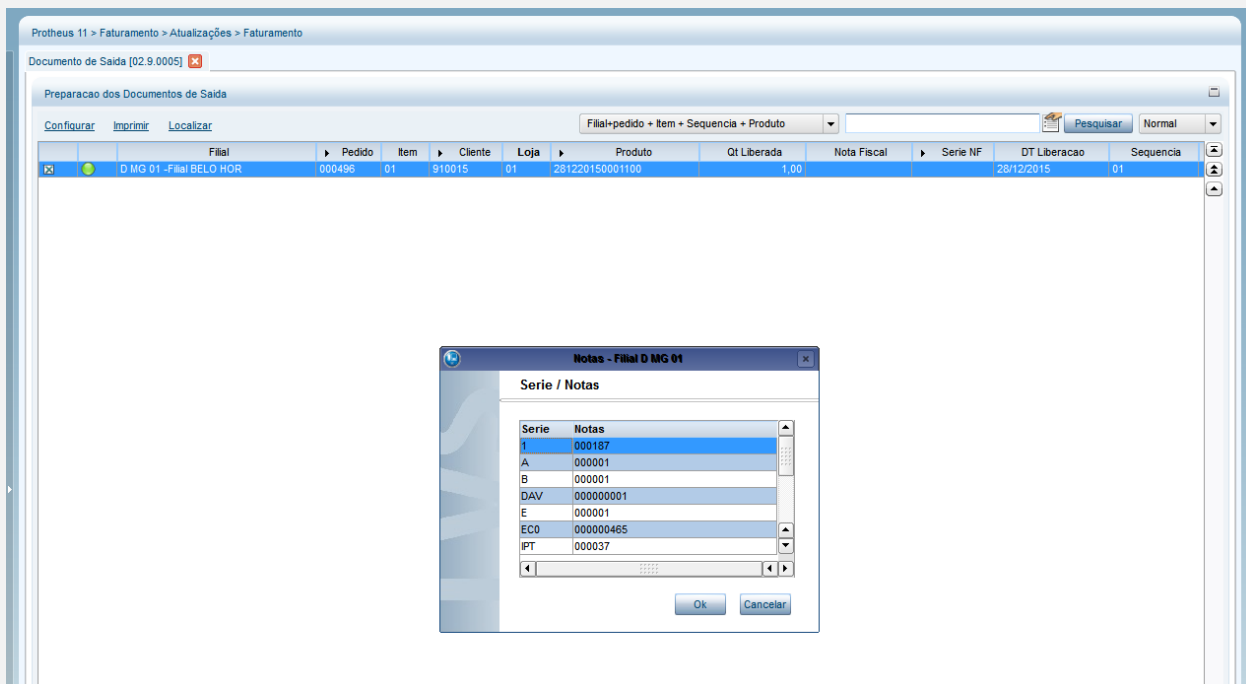 Protheus 11 > Faturamento > Atualizações > Faturamento
Documento de Saida [02.9.0005]
Preparacao dos Documentos de Saida
Configurar Imprimir Localizar Filial+pedido + Item + Sequencia + Produto Pesquisar Normal
Filial Pedido Item Cliente Loja Produto Qt Liberada Nota Fiscal Serie NF DT Liberacao Sequencia
D MG 01 -Filial BELO HOR 000496 01 910015 01 281220150001100 1,00 28/12/2015 01
Notas - Filial D MG 01
Serie / Notas
Serie Notas
1 000187
A 000001
B 000001
DAV 000000001
E 000001
EC0 000000465
IPT 000037
Ok Cancelar